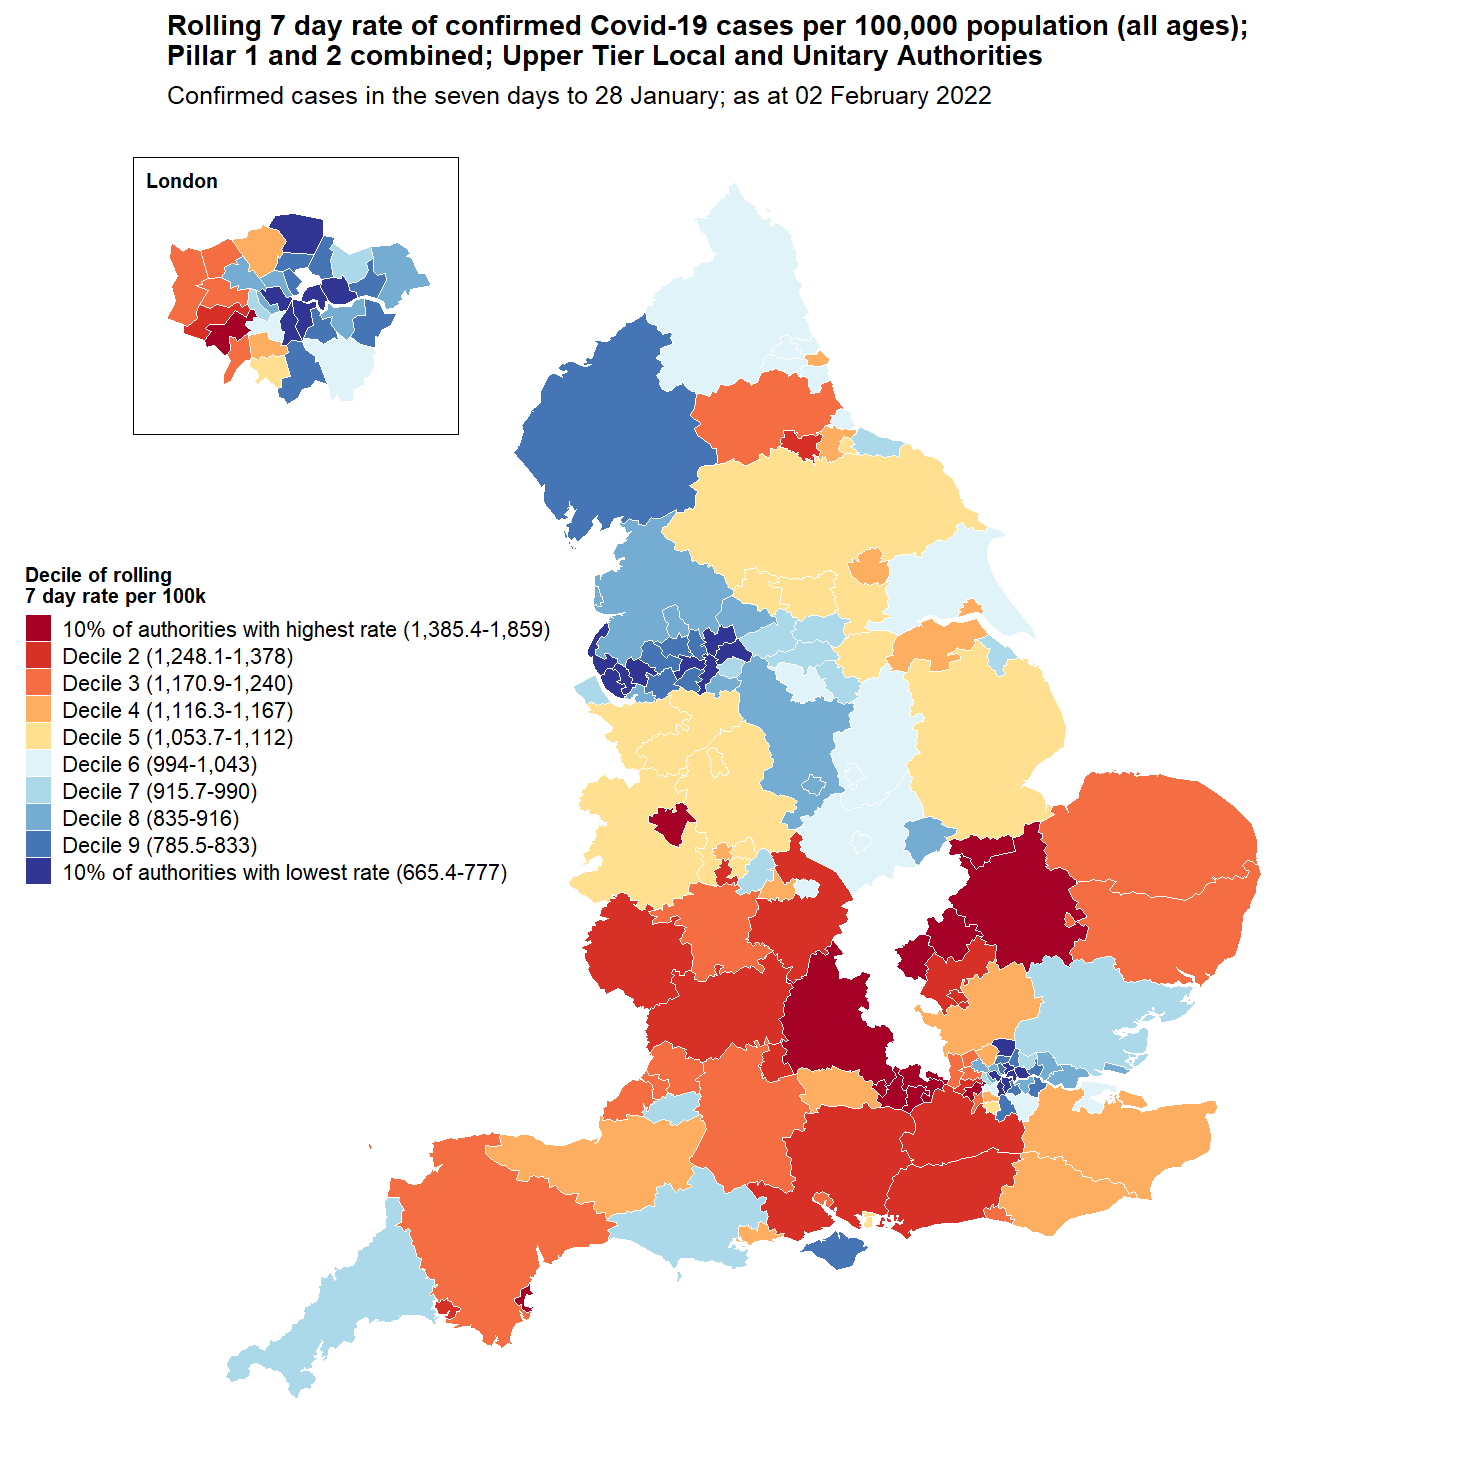 Rolling 7 day rate of confirmed Covid-19 cases per 100,000 population (all ages);
Pillar 1 and 2 combined; Upper Tier Local and Unitary Authorities
Confirmed cases in the seven days to 28 January; as at 02 February 2022
London
Decile of rolling
7 day rate per 100k
10% of authorities with highest rate (1,385.4-1,859)
Decile 2 (1,248.1-1,378)
Decile 3 (1,170.9-1,240)
Decile 4 (1,116.3-1,167)
Decile 5 (1,053.7-1,112)
Decile 6 (994-1,043)
Decile 7 (915.7-990)
Decile 8 (835-916)
Decile 9 (785.5-833)
10% of authorities with lowest rate (665.4-777)